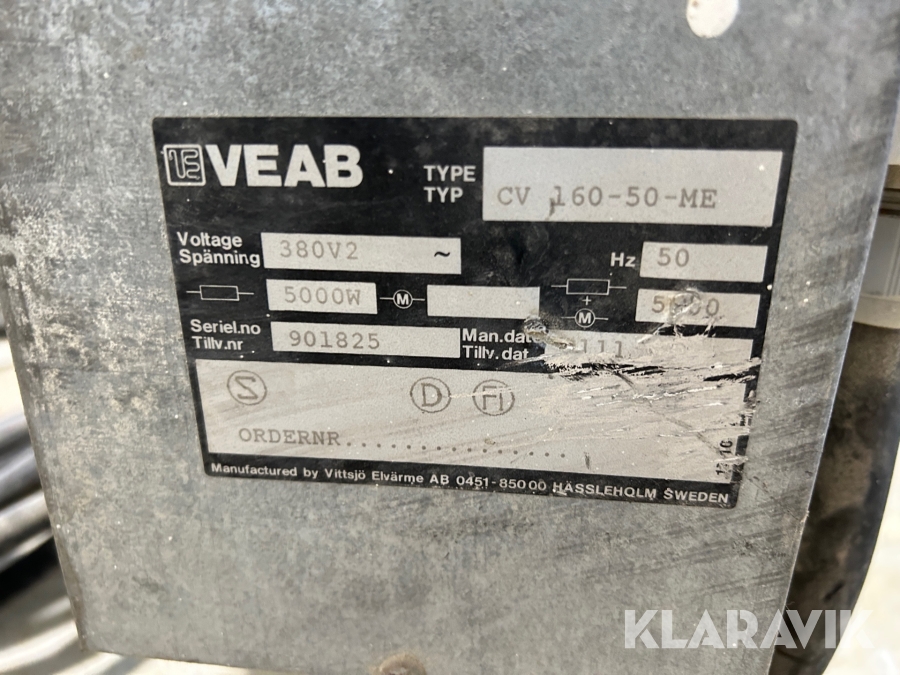 VEAB
TYPE
TYP
CV 160-50-ME
Voltage
Spänning
380V2 ~
Hz 50
5000W
M
+
M
Seriel.no
Tillv.nr
901825
Man.dat
Tillv.dat
S D FI
ORDERNR....................
Manufactured by Vittsjö Elvärme AB 0451-85000 HÄSSLEHOLM SWEDEN
KLARAVIK